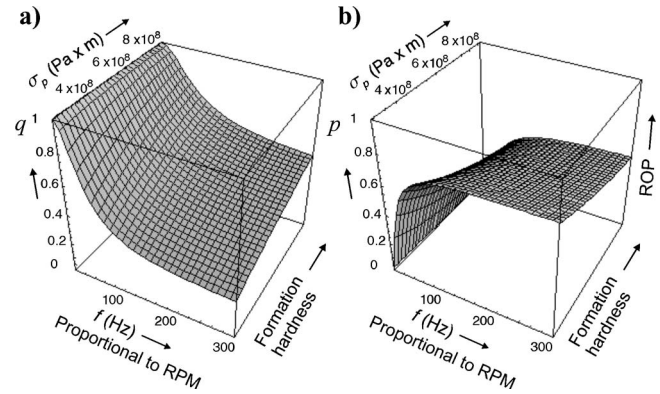 a)
σp (Pa x m)
8 x10⁸
6 x10⁸
4 x10⁸
q
1
0.8
0.6
0.4
0.2
0
100
200
300
f (Hz)
Proportional to RPM
Formation
hardness
b)
σp (Pa x m)
8 x10⁸
6 x10⁸
4 x10⁸
p
1
0.8
0.6
0.4
0.2
0
100
200
300
f (Hz)
Proportional to RPM
Formation
hardness
ROP